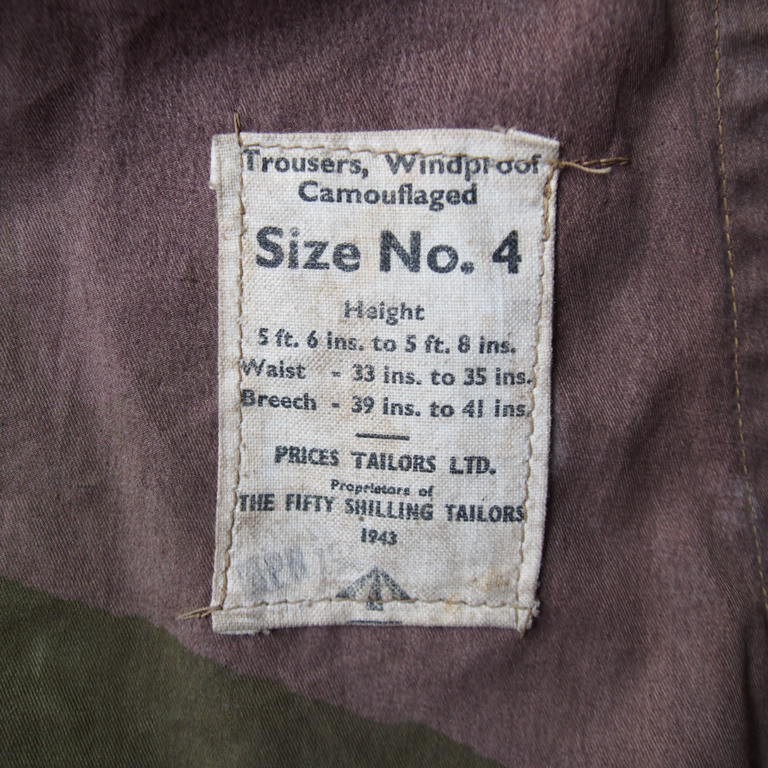 Trousers, Windproof
Camouflaged
Size No. 4
Height
5 ft. 6 ins. to 5 ft. 8 ins.
Waist - 33 ins. to 35 ins.
Breech - 39 ins. to 41 ins.
PRICES TAILORS LTD.
Proprietors of
THE FIFTY SHILLING TAILORS
1943